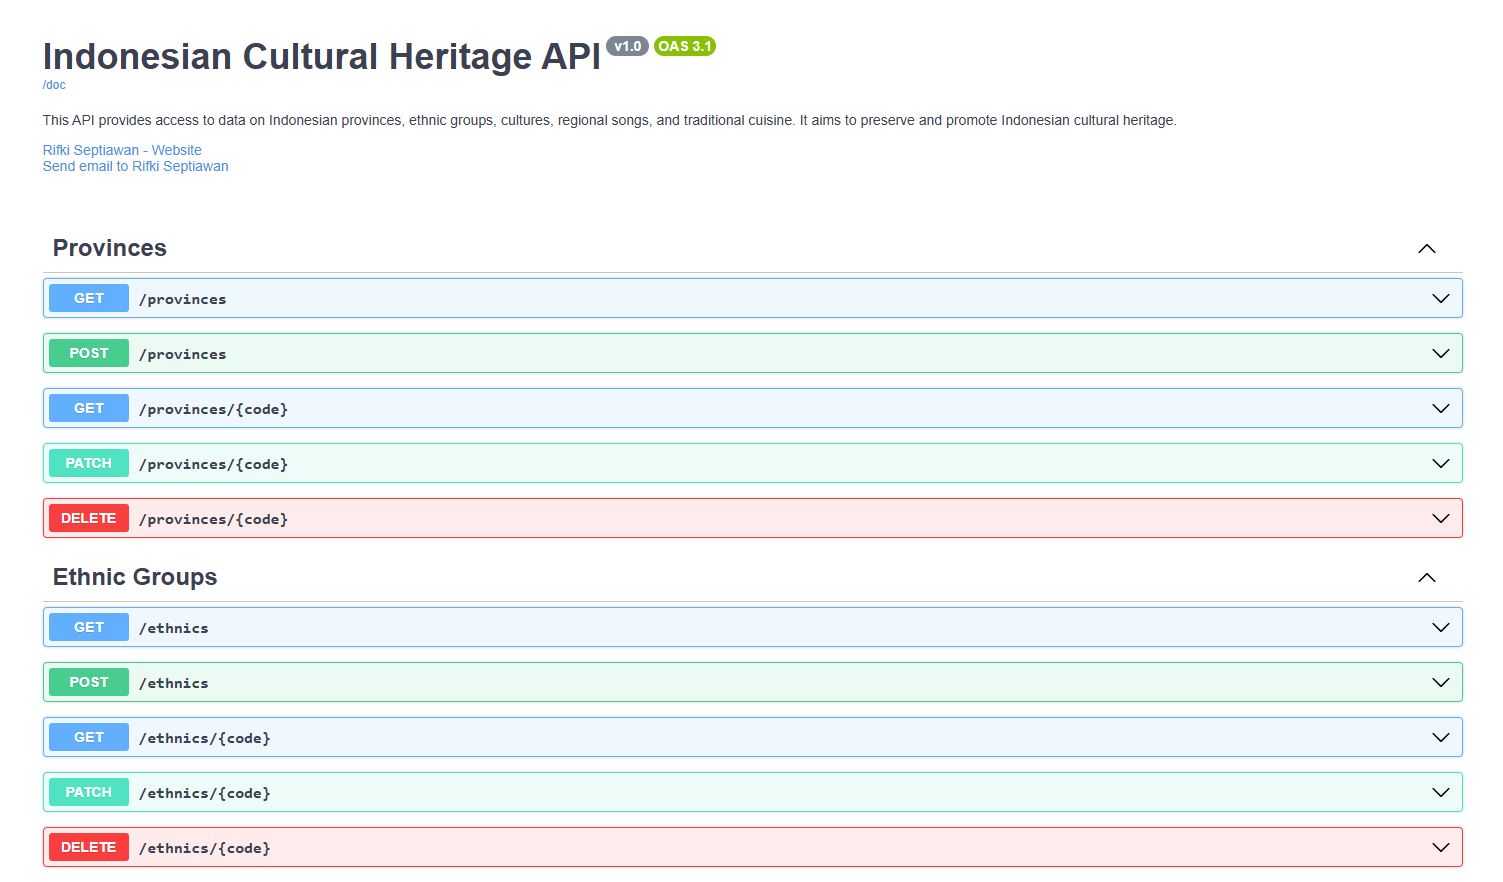 Indonesian Cultural Heritage API v1.0 OAS 3.1
/doc
This API provides access to data on Indonesian provinces, ethnic groups, cultures, regional songs, and traditional cuisine. It aims to preserve and promote Indonesian cultural heritage.
Rifki Septiawan - Website
Send email to Rifki Septiawan
Provinces
GET /provinces
POST /provinces
GET /provinces/{code}
PATCH /provinces/{code}
DELETE /provinces/{code}
Ethnic Groups
GET /ethnics
POST /ethnics
GET /ethnics/{code}
PATCH /ethnics/{code}
DELETE /ethnics/{code}